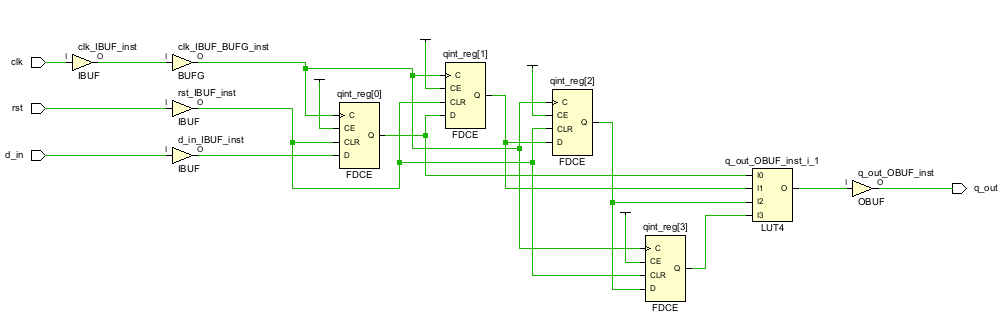 clk
I
clk_IBUF_inst
O
IBUF
I
clk_IBUF_BUFG_inst
O
BUFG
rst
I
rst_IBUF_inst
O
IBUF
d_in
I
d_in_IBUF_inst
O
IBUF
qint_reg[0]
C
CE
CLR
D
Q
FDCE
qint_reg[1]
C
CE
CLR
D
Q
FDCE
qint_reg[2]
C
CE
CLR
D
Q
FDCE
qint_reg[3]
C
CE
CLR
D
Q
FDCE
q_out_OBUF_inst_i_1
I0
I1
I2
I3
O
LUT4
I
q_out_OBUF_inst
O
OBUF
q_out